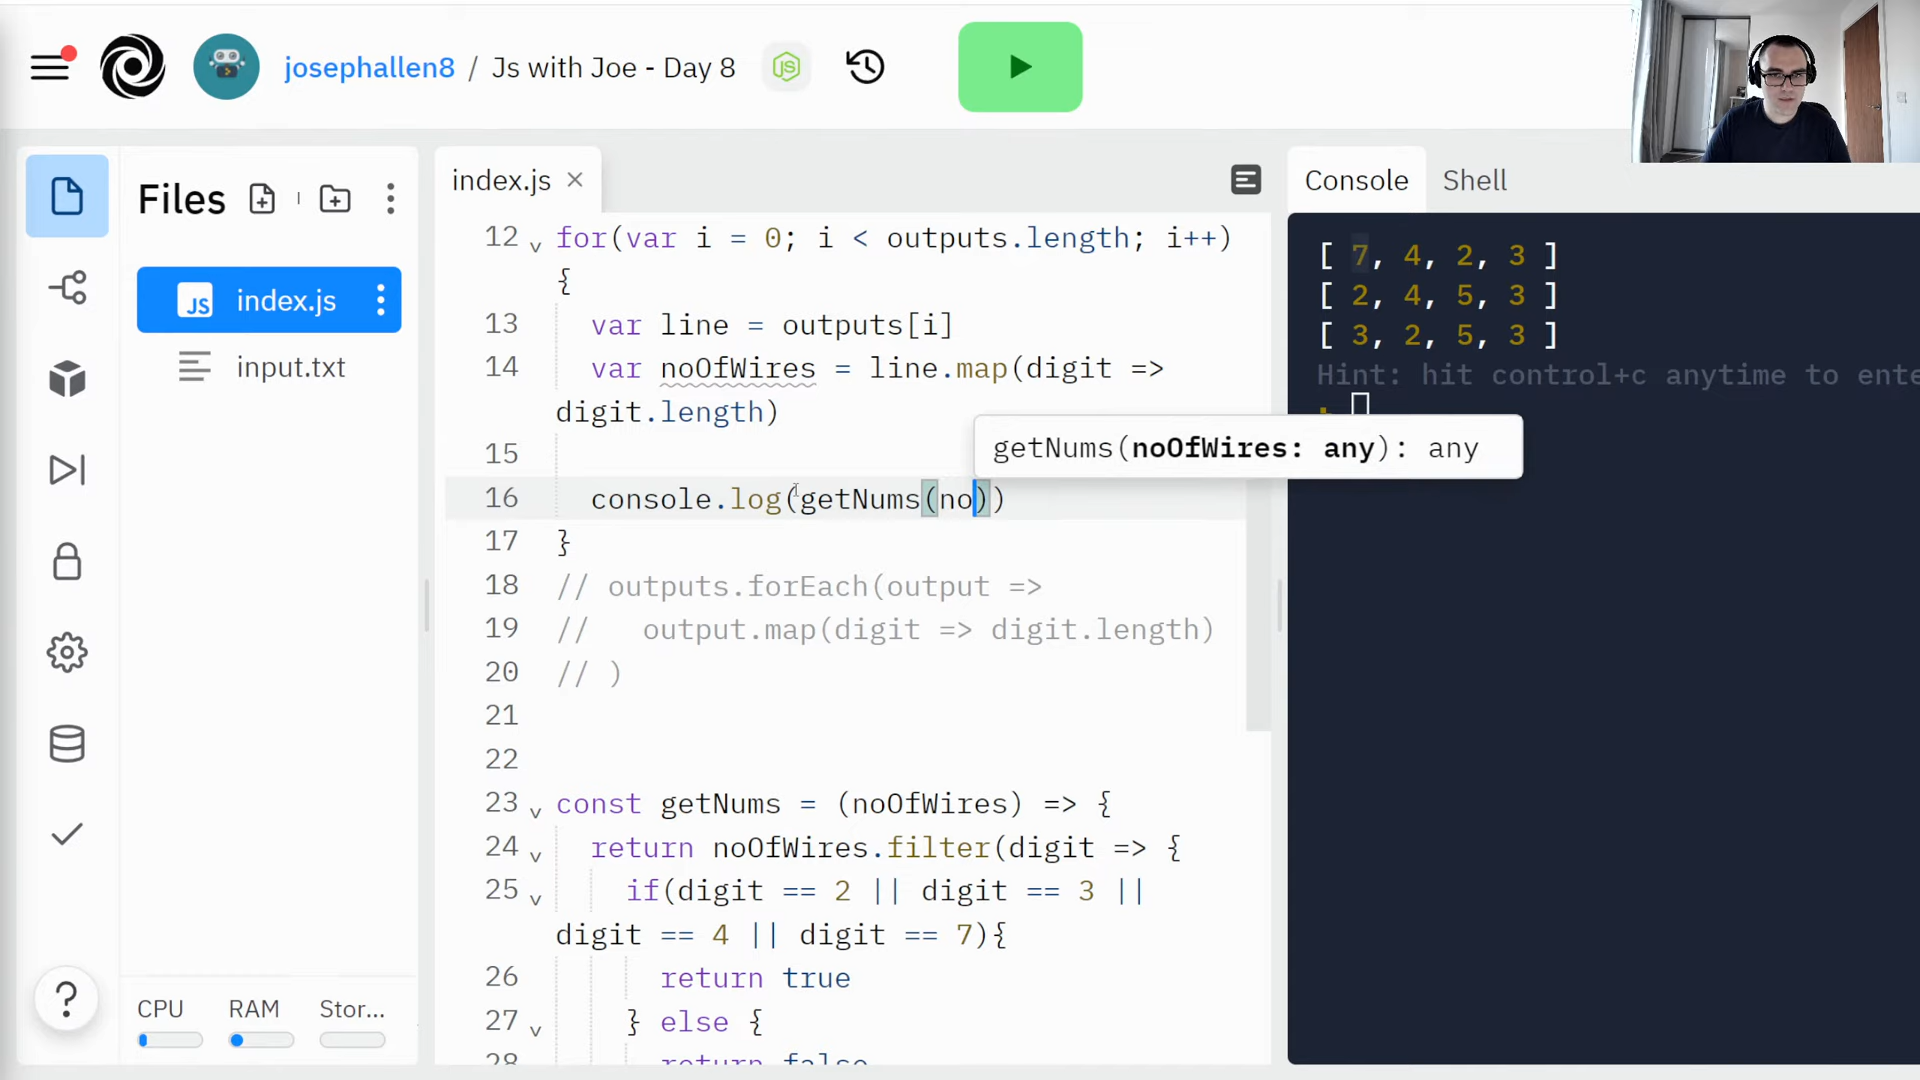 josephallen8 / Js with Joe - Day 8
Files
index.js
input.txt
CPU RAM Stor...
index.js
12 for(var i = 0; i < outputs.length; i++)
{
13 var line = outputs[i]
14 var noOfWires = line.map(digit =>
digit.length)
15
getNums(noOfWires: any): any
16 console.log(getNums(no))
17 }
18 // outputs.forEach(output =>
19 // output.map(digit => digit.length)
20 // )
21
22
23 const getNums = (noOfWires) => {
24 return noOfWires.filter(digit => {
25 if(digit == 2 || digit == 3 ||
digit == 4 || digit == 7){
26 return true
27 } else {
28 return false
Console Shell
[ 7, 4, 2, 3 ]
[ 2, 4, 5, 3 ]
[ 3, 2, 5, 3 ]
Hint: hit control+c anytime to ente